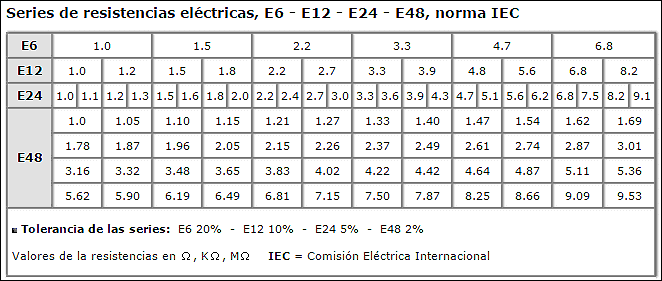 Series de resistencias eléctricas, E6 - E12 - E24 - E48, norma IEC
E6 1.0 1.5 2.2 3.3 4.7 6.8
E12 1.0 1.2 1.5 1.8 2.2 2.7 3.3 3.9 4.8 5.6 6.8 8.2
E24 1.0 1.1 1.2 1.3 1.5 1.6 1.8 2.0 2.2 2.4 2.7 3.0 3.3 3.6 3.9 4.3 4.7 5.1 5.6 6.2 6.8 7.5 8.2 9.1
E48 1.0 1.05 1.10 1.15 1.21 1.27 1.33 1.40 1.47 1.54 1.62 1.69
1.78 1.87 1.96 2.05 2.15 2.26 2.37 2.49 2.61 2.74 2.87 3.01
3.16 3.32 3.48 3.65 3.83 4.02 4.22 4.42 4.64 4.87 5.11 5.36
5.62 5.90 6.19 6.49 6.81 7.15 7.50 7.87 8.25 8.66 9.09 9.53
Tolerancia de las series: E6 20% - E12 10% - E24 5% - E48 2%
Valores de la resistencias en Ω , KΩ , MΩ IEC = Comisión Eléctrica Internacional